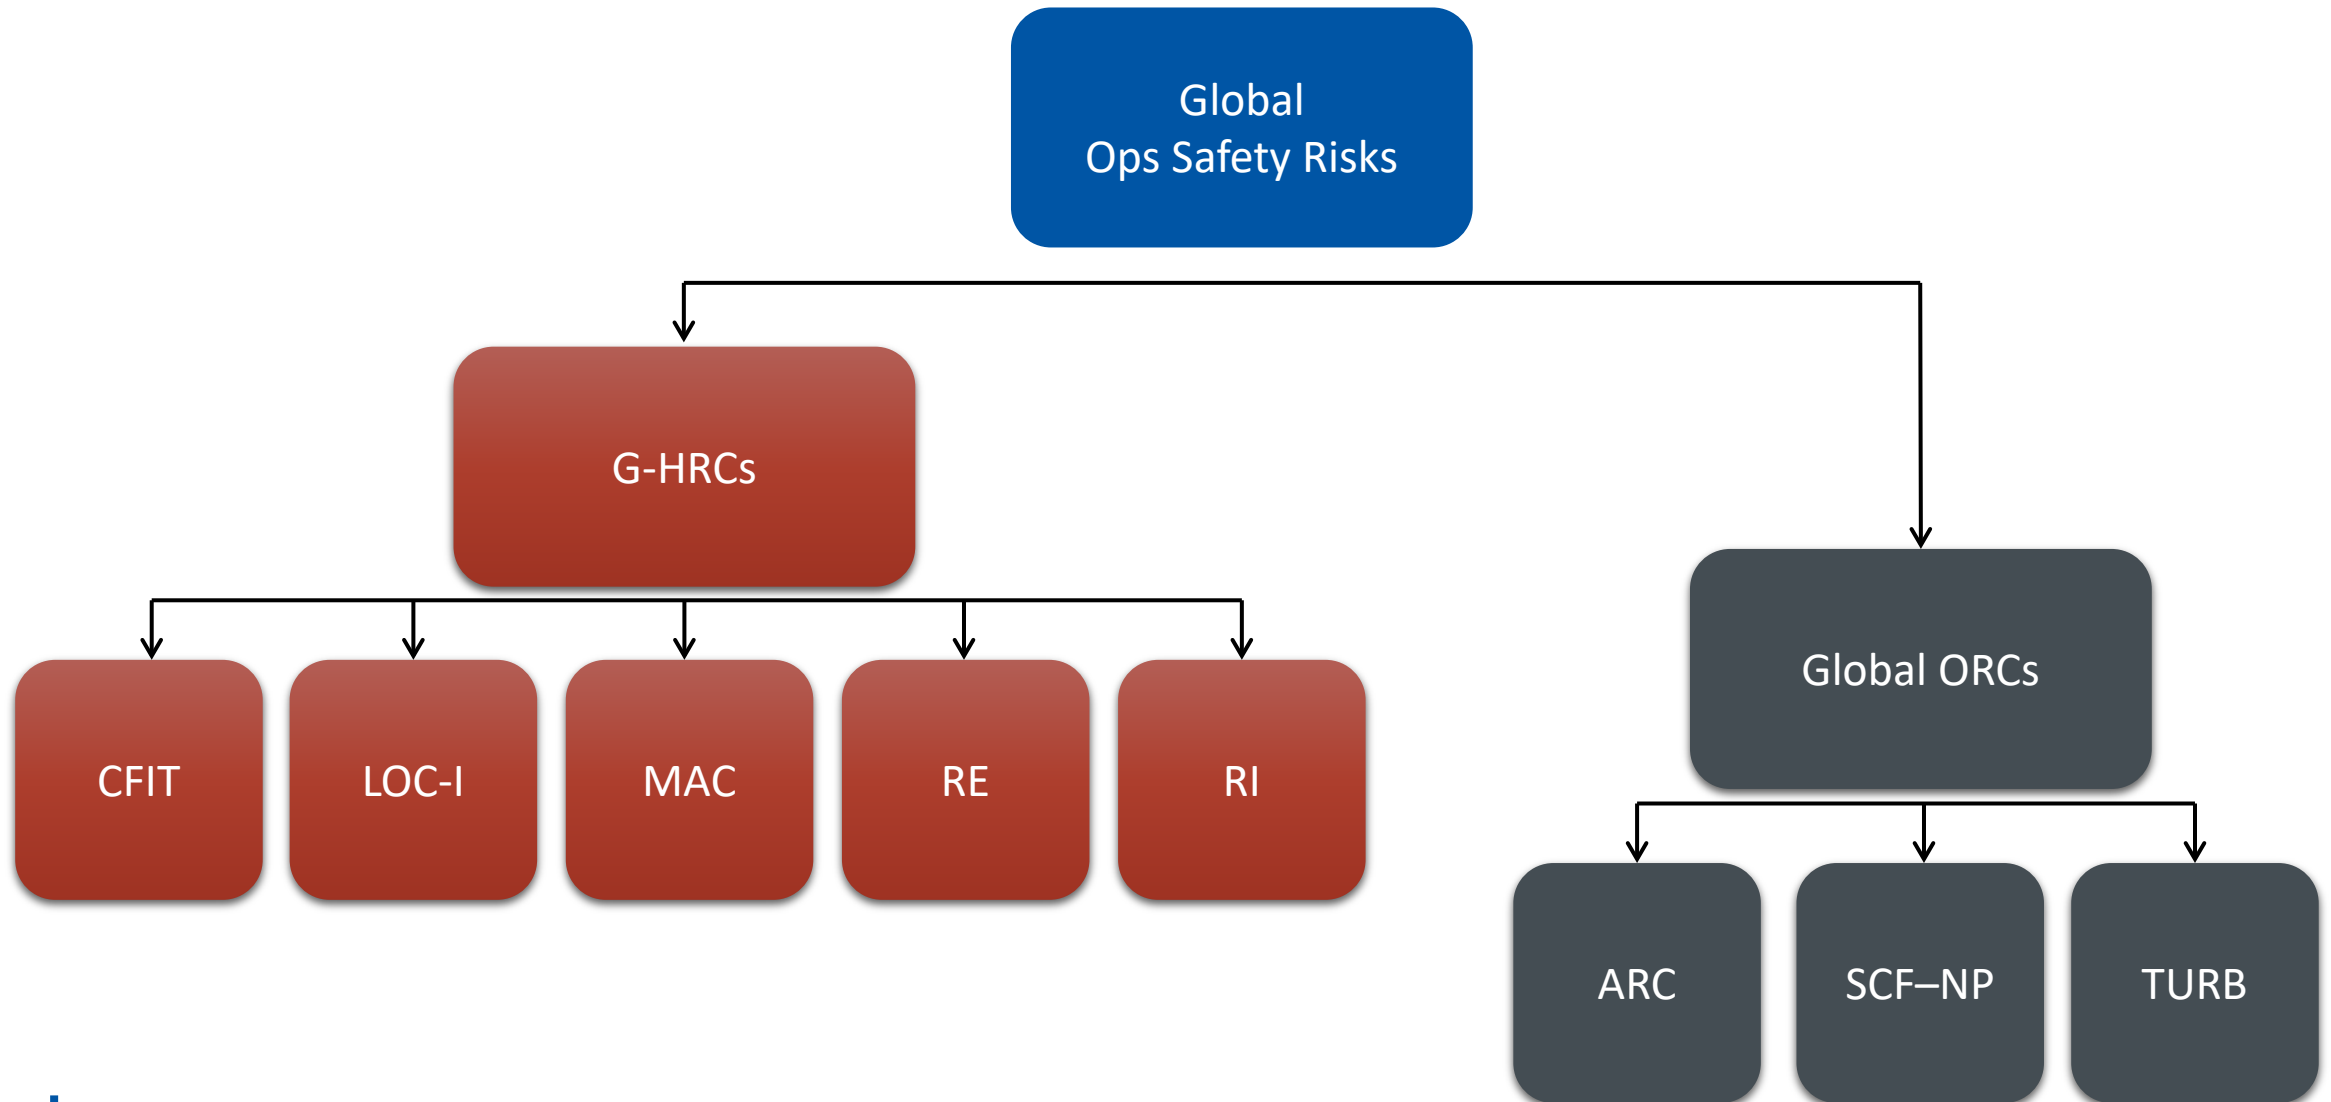 Global
Ops Safety Risks
G-HRCs
Global ORCs
CFIT
LOC-I
MAC
RE
RI
ARC
SCF–NP
TURB